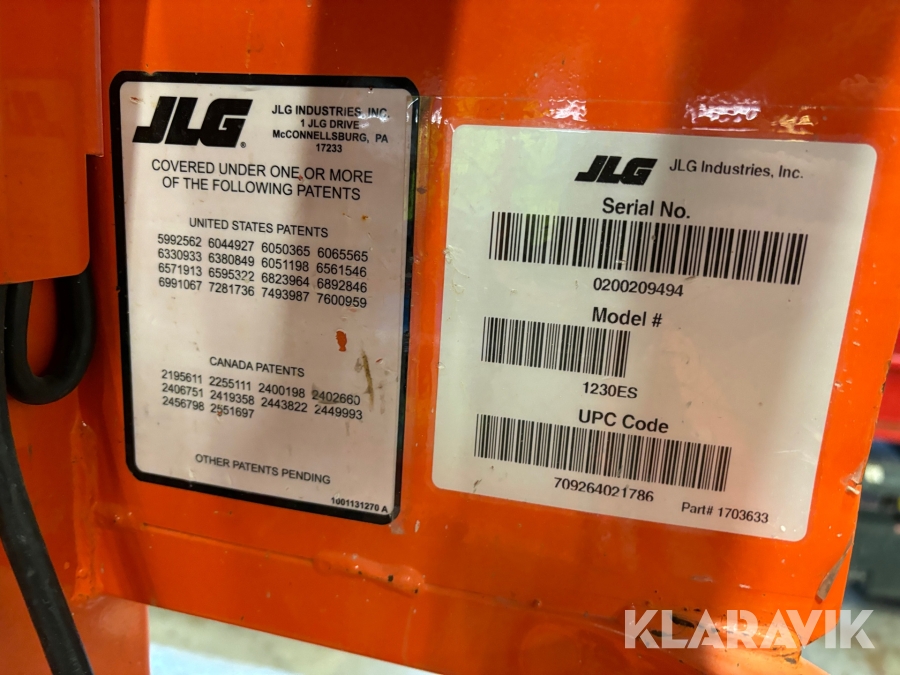 JLG
JLG INDUSTRIES, INC.
1 JLG DRIVE
McCONNELLSBURG, PA
17233
COVERED UNDER ONE OR MORE
OF THE FOLLOWING PATENTS
UNITED STATES PATENTS
5992562 6044927 6050365 6065565
6330933 6380849 6051198 6561546
6571913 6595322 6823964 6892846
6991067 7281736 7493987 7600959
CANADA PATENTS
2195611 2255111 2400198 2402660
2406751 2419358 2443822 2449993
2456798 2551697
OTHER PATENTS PENDING
1001131270 A
JLG JLG Industries, Inc.
Serial No.
0200209494
Model #
1230ES
UPC Code
709264021786
Part# 1703633
KLARAVIK